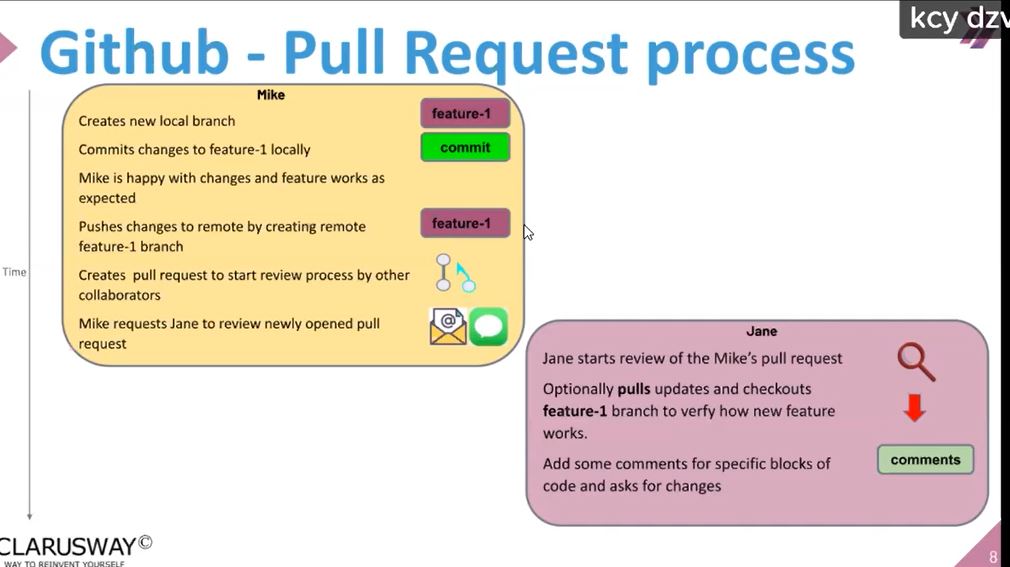 kcy dzv
Github - Pull Request process
Mike
Creates new local branch
feature-1
Commits changes to feature-1 locally
commit
Mike is happy with changes and feature works as
expected
Pushes changes to remote by creating remote
feature-1 branch
feature-1
Creates pull request to start review process by other
collaborators
Mike requests Jane to review newly opened pull
request
@
Time
Jane
Jane starts review of the Mike's pull request
Optionally pulls updates and checkouts
feature-1 branch to verfy how new feature
works.
Add some comments for specific blocks of
code and asks for changes
comments
CLARUSWAY©
WAY TO REINVENT YOURSELF
8